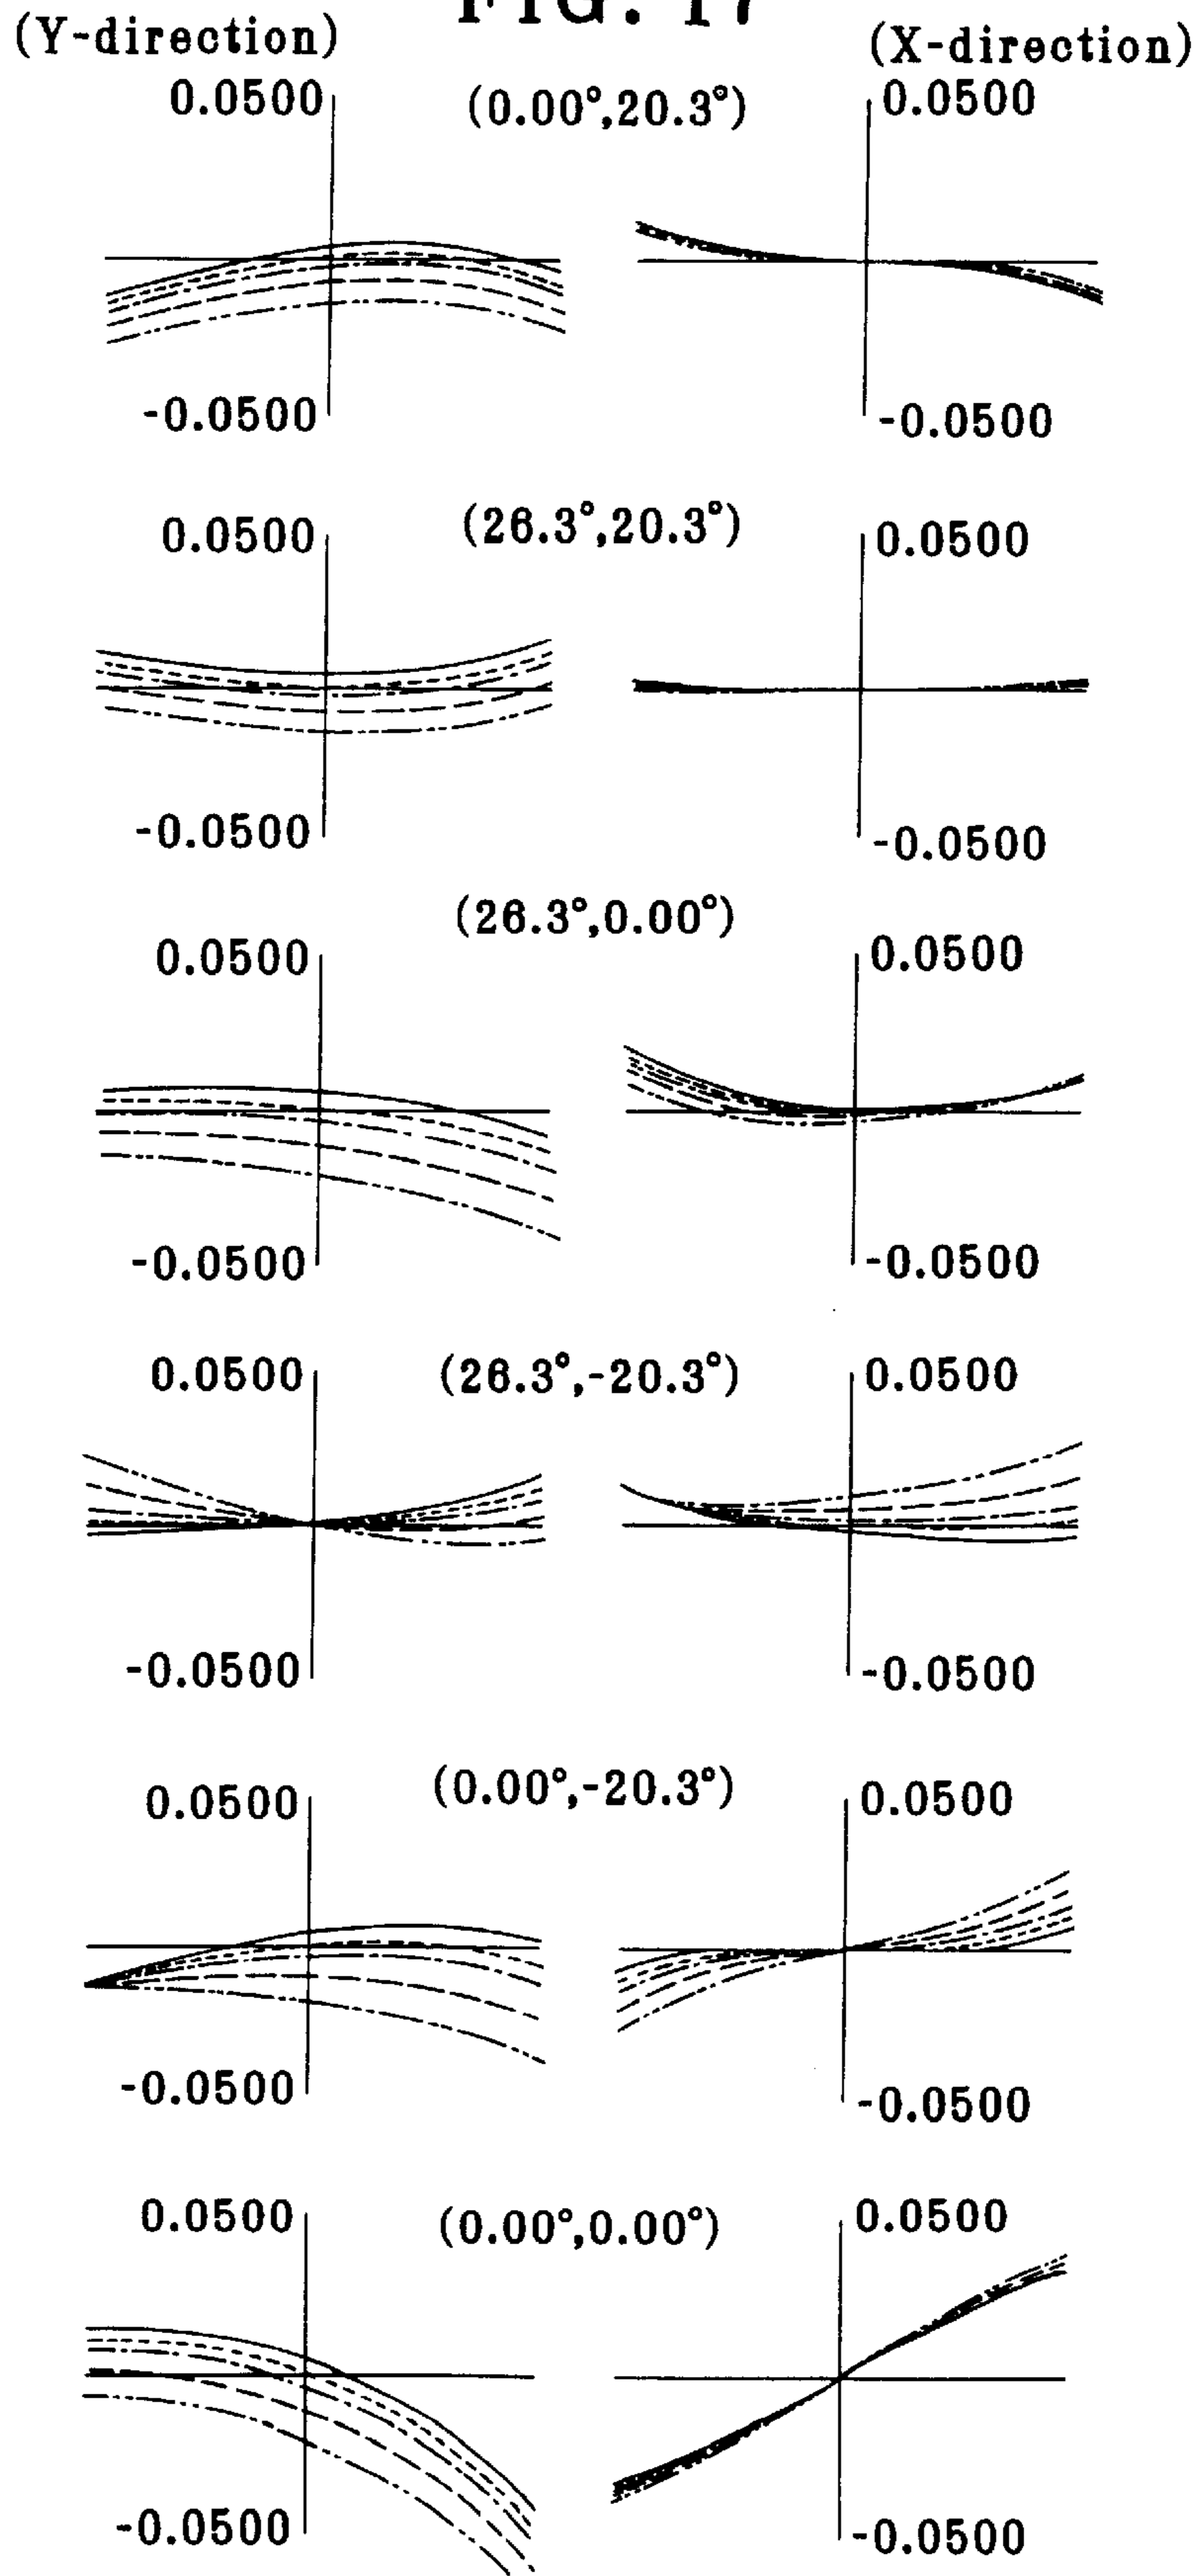 FIG. 17
(Y-direction) (X-direction)
0.0500 (0.00°,20.3°) 0.0500
-0.0500 -0.0500
0.0500 (26.3°,20.3°) 0.0500
-0.0500 -0.0500
(26.3°,0.00°)
0.0500 0.0500
-0.0500 -0.0500
0.0500 (26.3°,-20.3°) 0.0500
-0.0500 -0.0500
0.0500 (0.00°,-20.3°) 0.0500
-0.0500 -0.0500
0.0500 (0.00°,0.00°) 0.0500
-0.0500 -0.0500